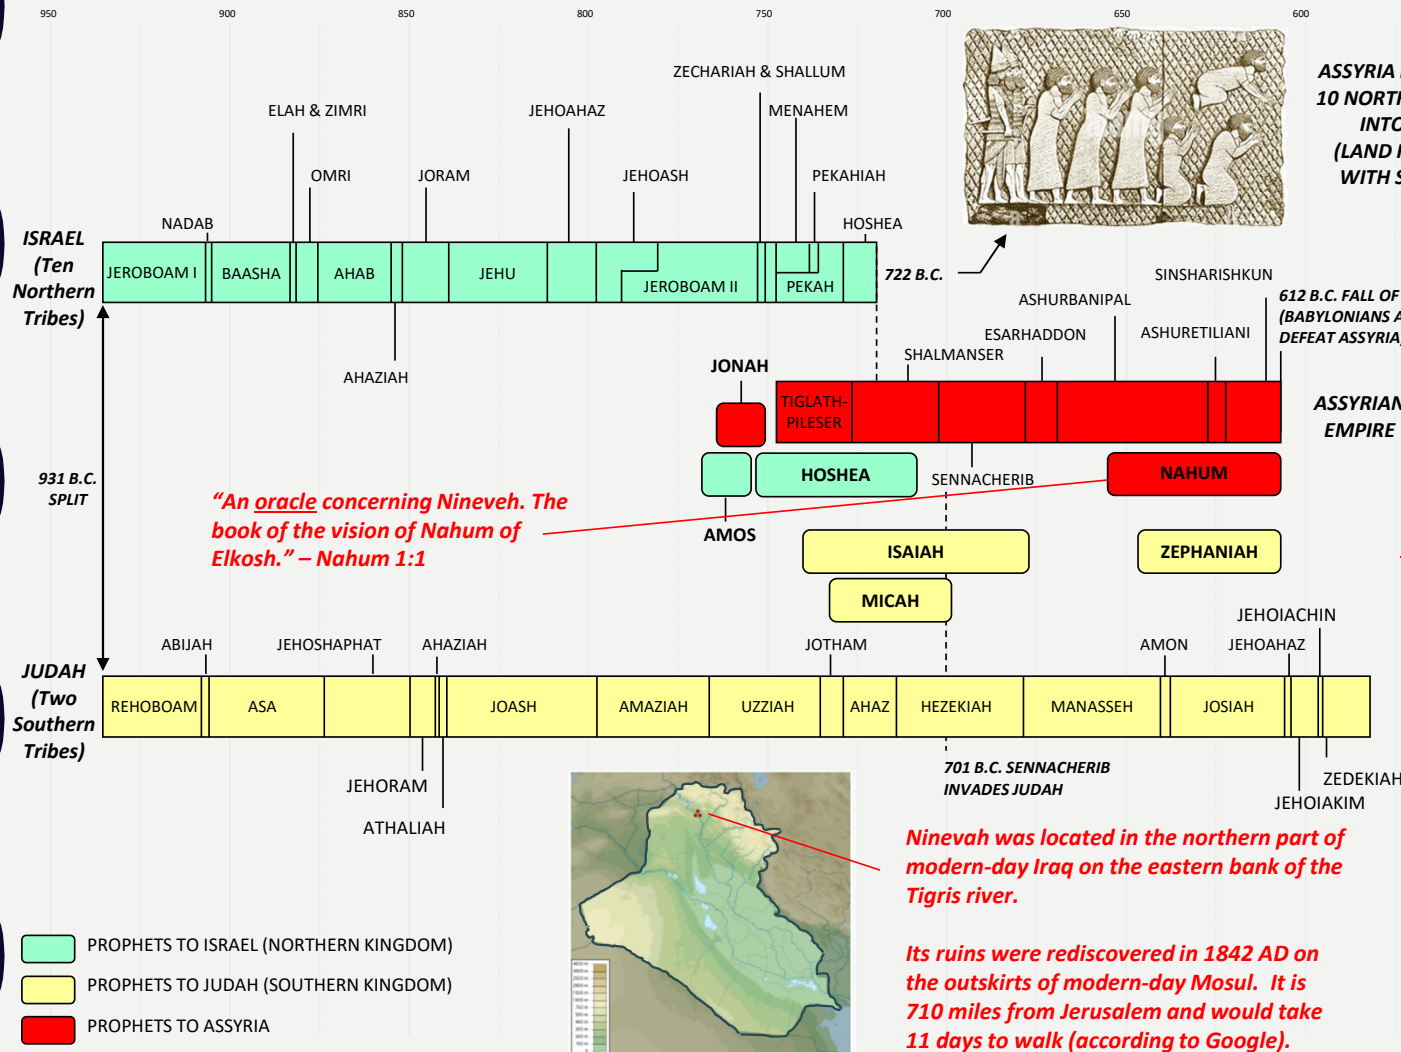 950 900 850 800 750 700 650 600
ZECHARIAH & SHALLUM
ELAH & ZIMRI
JEHOAHAZ
MENAHEM
OMRI
JORAM
JEHOASH
PEKAHIAH
NADAB
HOSHEA
ISRAEL
(Ten
Northern
Tribes)
JEROBOAM I
BAASHA
AHAB
JEHU
JEROBOAM II
PEKAH
AHAZIAH
722 B.C.
ASSYRIA
10
INTO
(LAND
WITH
SINSHARISHKUN
ASHURBANIPAL
ESARHADDON
ASHURETILIANI
SHALMANSER
612 B.C. FALL OF
(BABYLONIANS
DEFEAT ASSYRIA
JONAH
TIGLATH-
PILESER
ASSYRIAN
EMPIRE
HOSHEA
SENNACHERIB
NAHUM
AMOS
931 B.C.
SPLIT
“An oracle concerning Nineveh. The
book of the vision of Nahum of
Elkosh.” – Nahum 1:1
ISAIAH
ZEPHANIAH
MICAH
JEHOIACHIN
ABIJAH
JEHOSHAPHAT
AHAZIAH
JOTHAM
AMON
JEHOAHAZ
JUDAH
(Two
Southern
Tribes)
REHOBOAM
ASA
JOASH
AMAZIAH
UZZIAH
AHAZ
HEZEKIAH
MANASSEH
JOSIAH
JEHORAM
ATHALIAH
701 B.C. SENNACHERIB
INVADES JUDAH
ZEDEKIAH
JEHOIAKIM
Ninevah was located in the northern part of
modern-day Iraq on the eastern bank of the
Tigris river.
Its ruins were rediscovered in 1842 AD on
the outskirts of modern-day Mosul. It is
710 miles from Jerusalem and would take
11 days to walk (according to Google).
PROPHETS TO ISRAEL (NORTHERN KINGDOM)
PROPHETS TO JUDAH (SOUTHERN KINGDOM)
PROPHETS TO ASSYRIA